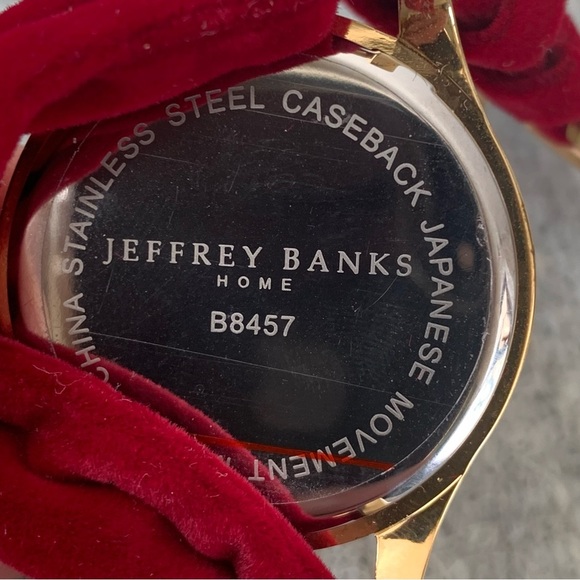 STAINLESS STEEL CASEBACK JAPANESE MOVEMENT
CHINA
JEFFREY BANKS
HOME
B8457